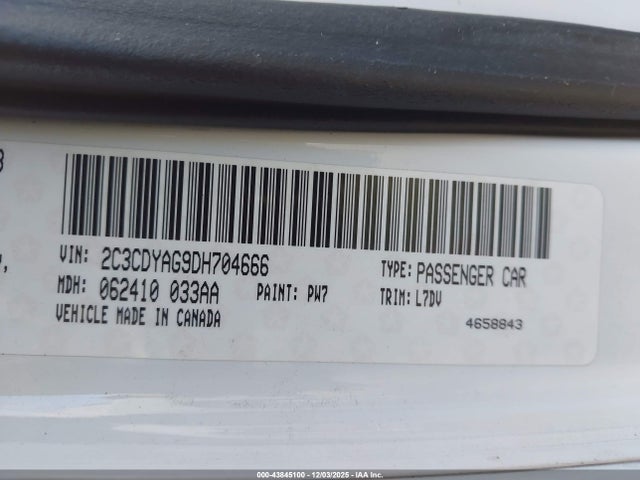 VIN: 2C3CDYAG9DH704666 TYPE: PASSENGER CAR
MDH: 062410 033AA PAINT: PW7 TRIM: L7DV
VEHICLE MADE IN CANADA 4658843
000-43845100 - 12/03/2025 - IAA Inc.